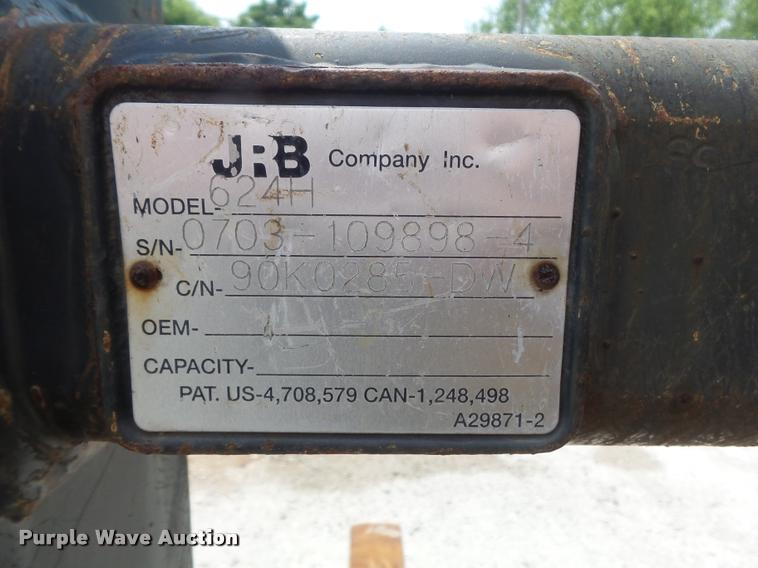 JRB Company Inc.
MODEL- 624H
S/N- 0703-109898-4
C/N- 90K0285-DW
OEM-
CAPACITY-
PAT. US-4,708,579 CAN-1,248,498
A29871-2
Purple Wave Auction